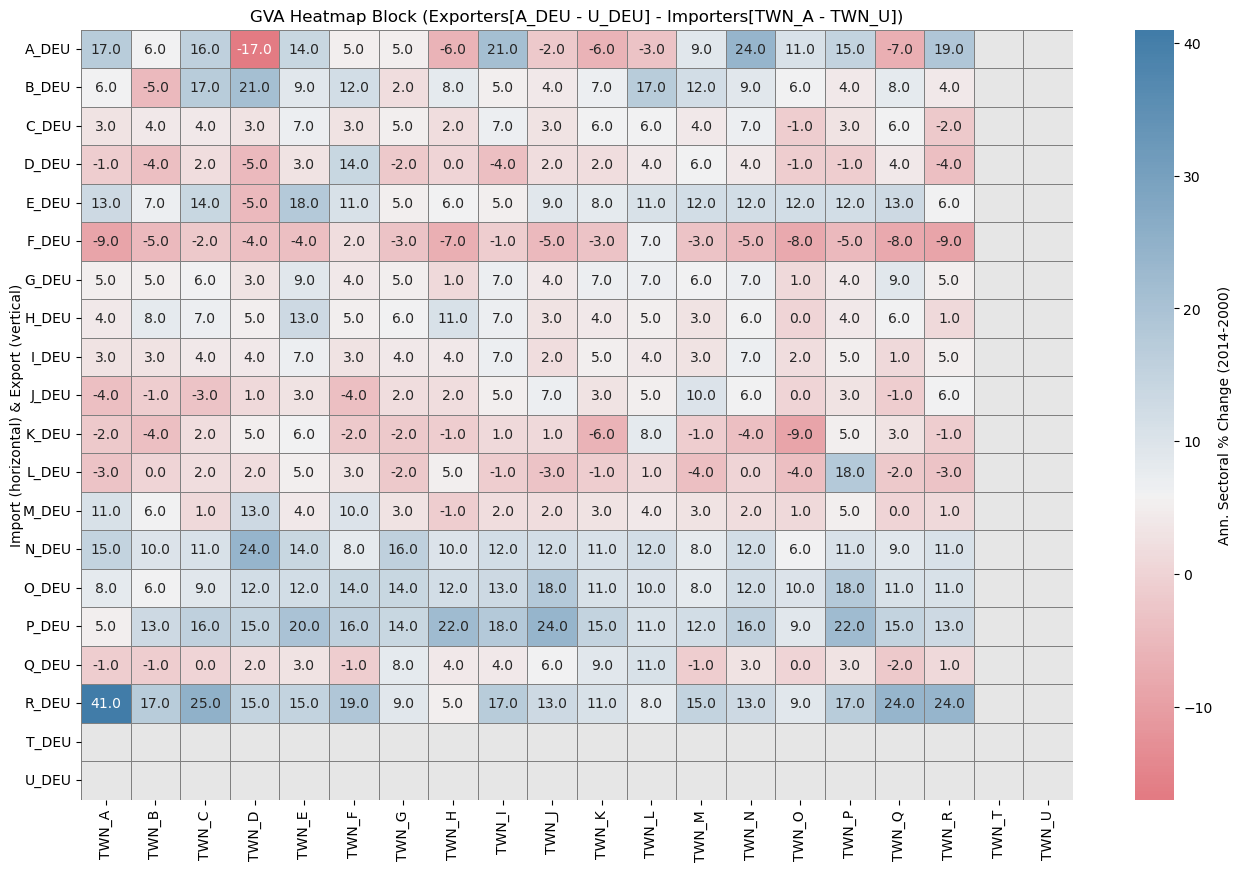 GVA Heatmap Block (Exporters[A_DEU - U_DEU] - Importers[TWN_A - TWN_U])
Import (horizontal) & Export (vertical)
A_DEU 17.0 6.0 16.0 -17.0 14.0 5.0 5.0 -6.0 21.0 -2.0 -6.0 -3.0 9.0 24.0 11.0 15.0 -7.0 19.0
B_DEU 6.0 -5.0 17.0 21.0 9.0 12.0 2.0 8.0 5.0 4.0 7.0 17.0 12.0 9.0 6.0 4.0 8.0 4.0
C_DEU 3.0 4.0 4.0 3.0 7.0 3.0 5.0 2.0 7.0 3.0 6.0 6.0 4.0 7.0 -1.0 3.0 6.0 -2.0
D_DEU -1.0 -4.0 2.0 -5.0 3.0 14.0 -2.0 0.0 -4.0 2.0 2.0 4.0 6.0 4.0 -1.0 -1.0 4.0 -4.0
E_DEU 13.0 7.0 14.0 -5.0 18.0 11.0 5.0 6.0 5.0 9.0 8.0 11.0 12.0 12.0 12.0 12.0 13.0 6.0
F_DEU -9.0 -5.0 -2.0 -4.0 -4.0 2.0 -3.0 -7.0 -1.0 -5.0 -3.0 7.0 -3.0 -5.0 -8.0 -5.0 -8.0 -9.0
G_DEU 5.0 5.0 6.0 3.0 9.0 4.0 5.0 1.0 7.0 4.0 7.0 7.0 6.0 7.0 1.0 4.0 9.0 5.0
H_DEU 4.0 8.0 7.0 5.0 13.0 5.0 6.0 11.0 7.0 3.0 4.0 5.0 3.0 6.0 0.0 4.0 6.0 1.0
I_DEU 3.0 3.0 4.0 4.0 7.0 3.0 4.0 4.0 7.0 2.0 5.0 4.0 3.0 7.0 2.0 5.0 1.0 5.0
J_DEU -4.0 -1.0 -3.0 1.0 3.0 -4.0 2.0 2.0 5.0 7.0 3.0 5.0 10.0 6.0 0.0 3.0 -1.0 6.0
K_DEU -2.0 -4.0 2.0 5.0 6.0 -2.0 -2.0 -1.0 1.0 1.0 -6.0 8.0 -1.0 -4.0 -9.0 5.0 3.0 -1.0
L_DEU -3.0 0.0 2.0 2.0 5.0 3.0 -2.0 5.0 -1.0 -3.0 -1.0 1.0 -4.0 0.0 -4.0 18.0 -2.0 -3.0
M_DEU 11.0 6.0 1.0 13.0 4.0 10.0 3.0 -1.0 2.0 2.0 3.0 4.0 3.0 2.0 1.0 5.0 0.0 1.0
N_DEU 15.0 10.0 11.0 24.0 14.0 8.0 16.0 10.0 12.0 12.0 11.0 12.0 8.0 12.0 6.0 11.0 9.0 11.0
O_DEU 8.0 6.0 9.0 12.0 12.0 14.0 14.0 12.0 13.0 18.0 11.0 10.0 8.0 12.0 10.0 18.0 11.0 11.0
P_DEU 5.0 13.0 16.0 15.0 20.0 16.0 14.0 22.0 18.0 24.0 15.0 11.0 12.0 16.0 9.0 22.0 15.0 13.0
Q_DEU -1.0 -1.0 0.0 2.0 3.0 -1.0 8.0 4.0 4.0 6.0 9.0 11.0 -1.0 3.0 0.0 3.0 -2.0 1.0
R_DEU 41.0 17.0 25.0 15.0 15.0 19.0 9.0 5.0 17.0 13.0 11.0 8.0 15.0 13.0 9.0 17.0 24.0 24.0
T_DEU
U_DEU
TWN_A TWN_B TWN_C TWN_D TWN_E TWN_F TWN_G TWN_H TWN_I TWN_J TWN_K TWN_L TWN_M TWN_N TWN_O TWN_P TWN_Q TWN_R TWN_T TWN_U
40
30
20
10
0
−10
Ann. Sectoral % Change (2014-2000)